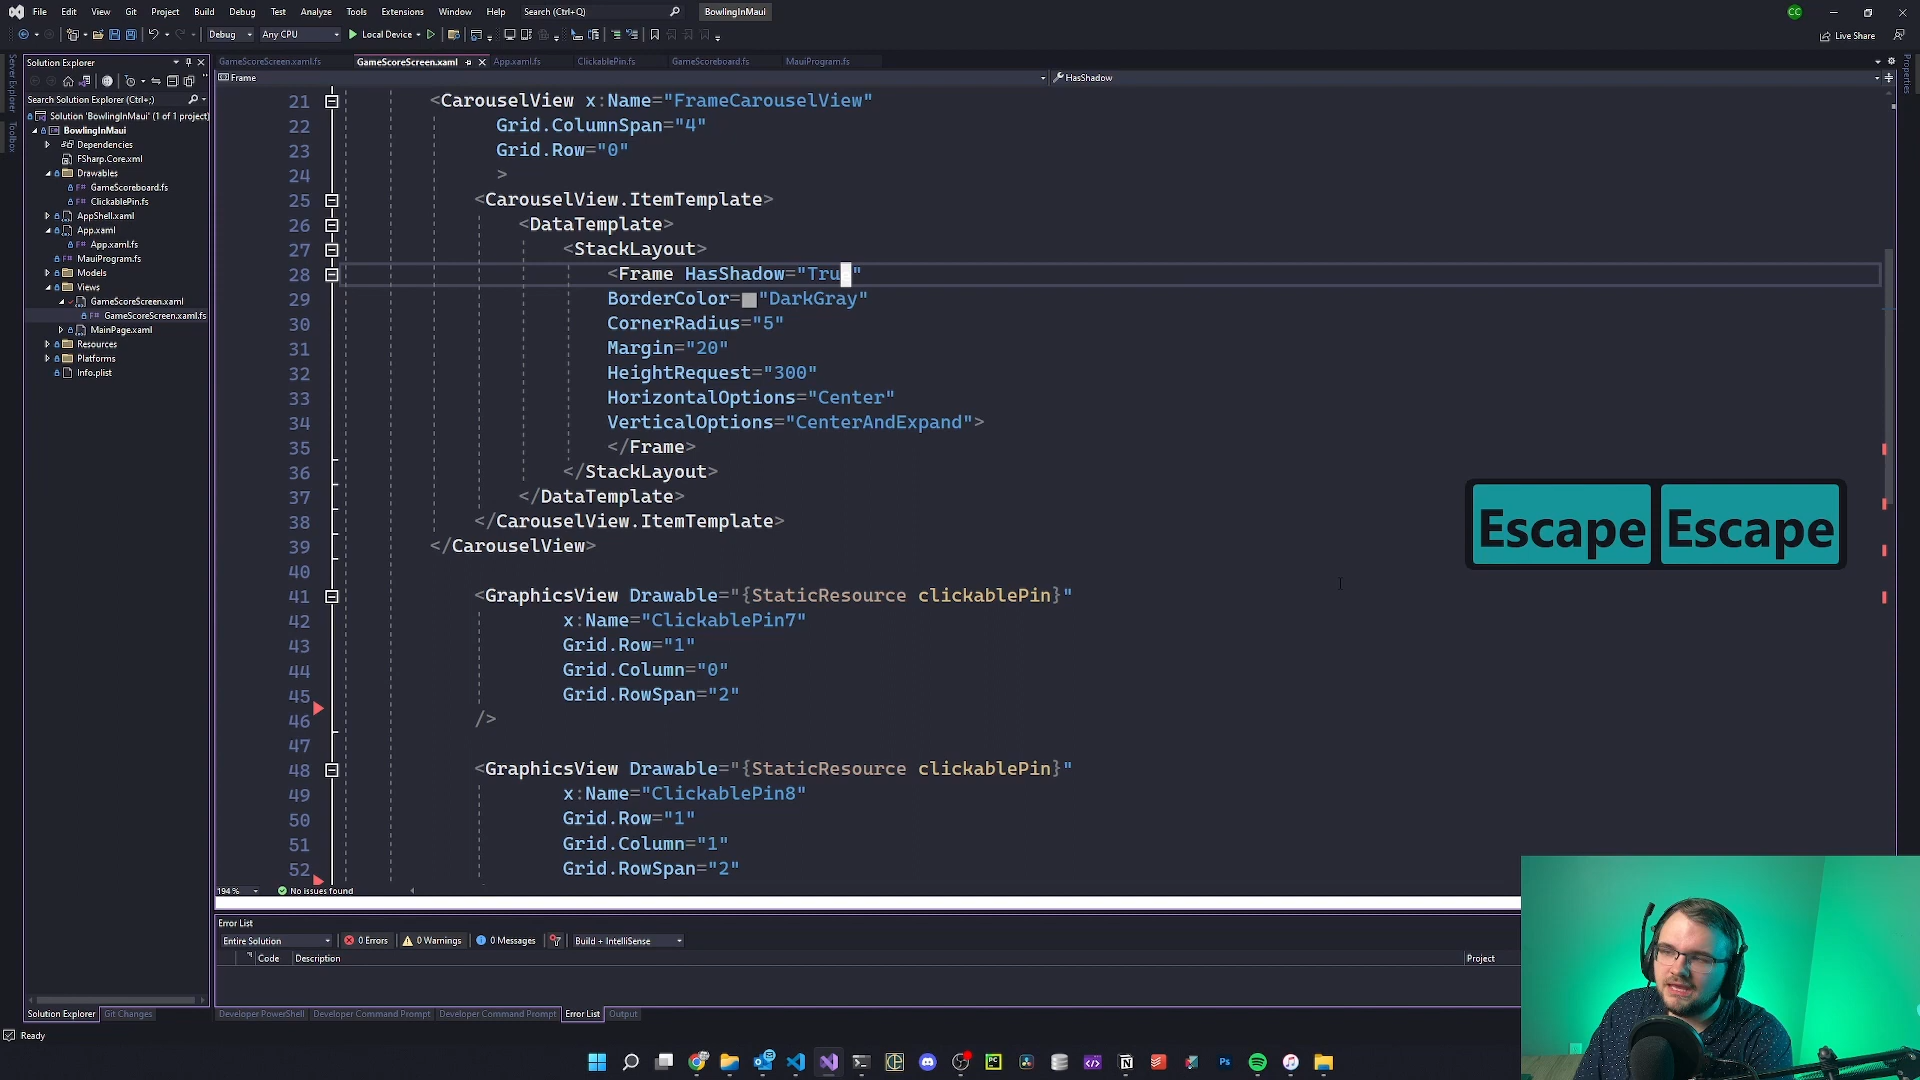 File Edit View Git Project Build Debug Test Analyze Tools Extensions Window Help Search (Ctrl+Q) BowlingInMaui CC
Debug Any CPU Local Device Live Share
Server Explorer
Toolbox
Properties
Solution Explorer
Search Solution Explorer (Ctrl+;)
Solution 'BowlingInMaui' (1 of 1 project)
BowlingInMaui
Dependencies
FSharp.Core.xml
Drawables
F# GameScoreboard.fs
F# ClickablePin.fs
AppShell.xaml
App.xaml
F# App.xaml.fs
F# MauiProgram.fs
Models
Views
GameScoreScreen.xaml
F# GameScoreScreen.xaml.fs
MainPage.xaml
Resources
Platforms
Info.plist
GameScoreScreen.xaml.fs GameScoreScreen.xaml App.xaml.fs ClickablePin.fs GameScoreboard.fs MauiProgram.fs
Frame HasShadow
21 <CarouselView x:Name="FrameCarouselView"
22 Grid.ColumnSpan="4"
23 Grid.Row="0"
24 >
25 <CarouselView.ItemTemplate>
26 <DataTemplate>
27 <StackLayout>
28 <Frame HasShadow="Tru "
29 BorderColor="DarkGray"
30 CornerRadius="5"
31 Margin="20"
32 HeightRequest="300"
33 HorizontalOptions="Center"
34 VerticalOptions="CenterAndExpand">
35 </Frame>
36 </StackLayout>
37 </DataTemplate>
38 </CarouselView.ItemTemplate>
39 </CarouselView>
40
41 <GraphicsView Drawable="{StaticResource clickablePin}"
42 x:Name="ClickablePin7"
43 Grid.Row="1"
44 Grid.Column="0"
45 Grid.RowSpan="2"
46 />
47
48 <GraphicsView Drawable="{StaticResource clickablePin}"
49 x:Name="ClickablePin8"
50 Grid.Row="1"
51 Grid.Column="1"
52 Grid.RowSpan="2"
Escape Escape
194 % No issues found
Error List
Entire Solution 0 Errors 0 Warnings 0 Messages Build + IntelliSense
Code Description Project
Solution Explorer Git Changes Developer PowerShell Developer Command Prompt Developer Command Prompt Error List Output
Ready
PC
Ps